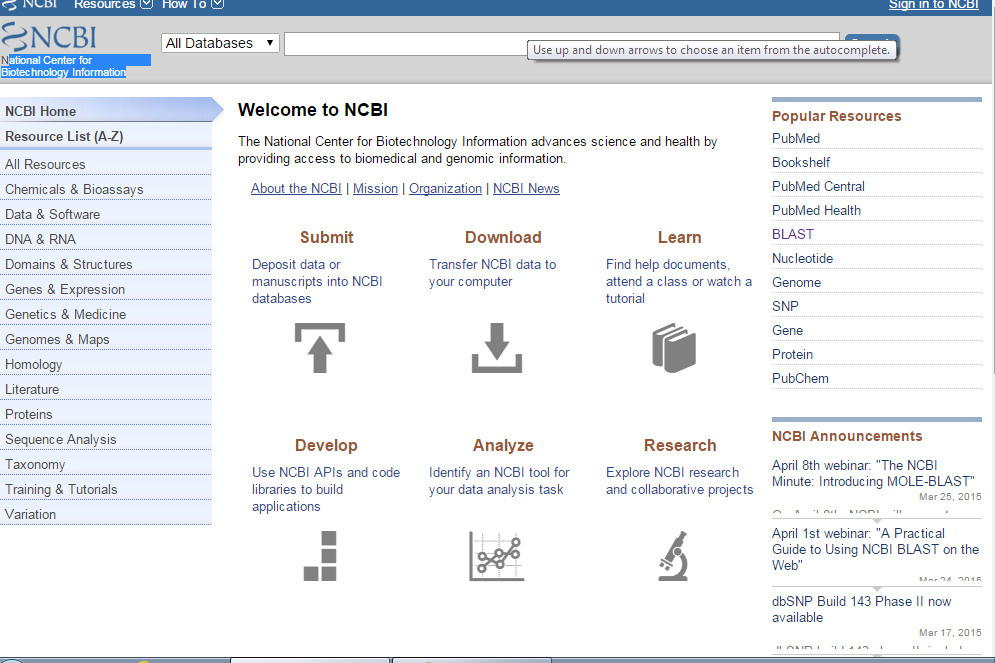 NCBI Resources How To Sign in to NCBI
NCBI
National Center for
Biotechnology Information
All Databases
Use up and down arrows to choose an item from the autocomplete.
NCBI Home
Resource List (A-Z)
All Resources
Chemicals & Bioassays
Data & Software
DNA & RNA
Domains & Structures
Genes & Expression
Genetics & Medicine
Genomes & Maps
Homology
Literature
Proteins
Sequence Analysis
Taxonomy
Training & Tutorials
Variation
Welcome to NCBI
The National Center for Biotechnology Information advances science and health by
providing access to biomedical and genomic information.
About the NCBI | Mission | Organization | NCBI News
Submit
Deposit data or
manuscripts into NCBI
databases
Download
Transfer NCBI data to
your computer
Learn
Find help documents,
attend a class or watch a
tutorial
Develop
Use NCBI APIs and code
libraries to build
applications
Analyze
Identify an NCBI tool for
your data analysis task
Research
Explore NCBI research
and collaborative projects
Popular Resources
PubMed
Bookshelf
PubMed Central
PubMed Health
BLAST
Nucleotide
Genome
SNP
Gene
Protein
PubChem
NCBI Announcements
April 8th webinar: "The NCBI
Minute: Introducing MOLE-BLAST"
Mar 25, 2015
April 1st webinar: "A Practical
Guide to Using NCBI BLAST on the
Web"
Mar 24, 2015
dbSNP Build 143 Phase II now
available
Mar 17, 2015